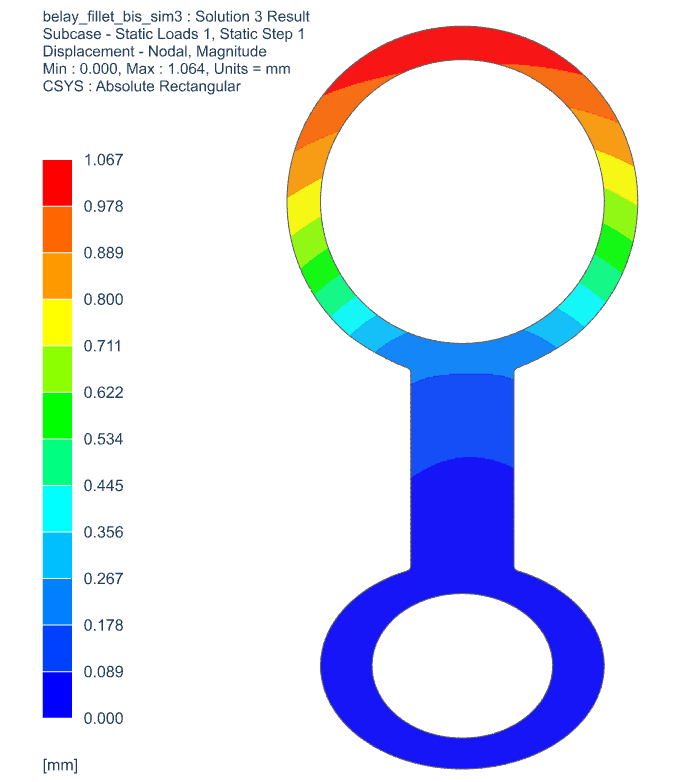 belay_fillet_bis_sim3 : Solution 3 Result
Subcase - Static Loads 1, Static Step 1
Displacement - Nodal, Magnitude
Min : 0.000, Max : 1.064, Units = mm
CSYS : Absolute Rectangular
1.067
0.978
0.889
0.800
0.711
0.622
0.534
0.445
0.356
0.267
0.178
0.089
0.000
[mm]